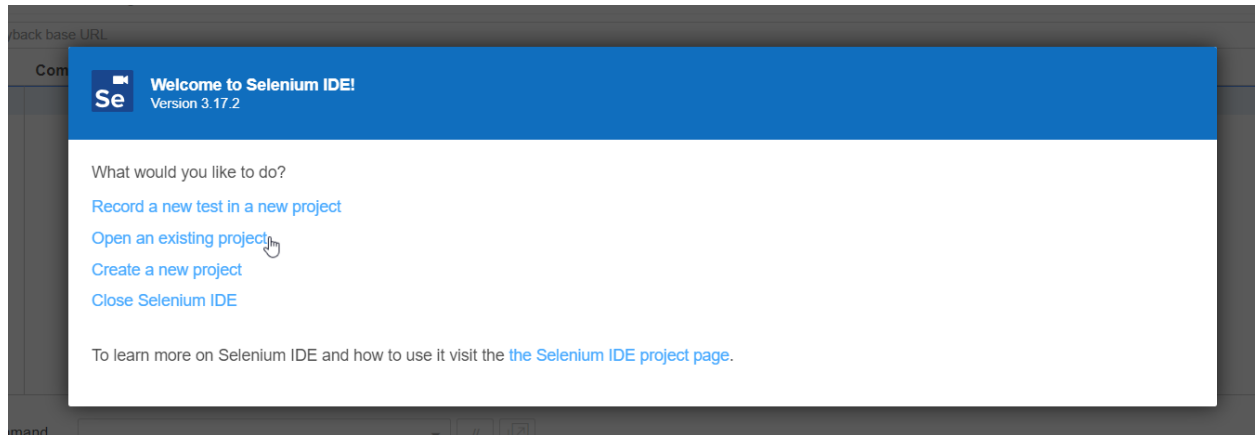 yback base URL
Com
Se
Welcome to Selenium IDE!
Version 3.17.2
What would you like to do?
Record a new test in a new project
Open an existing project
Create a new project
Close Selenium IDE
To learn more on Selenium IDE and how to use it visit the the Selenium IDE project page.
mmand
//